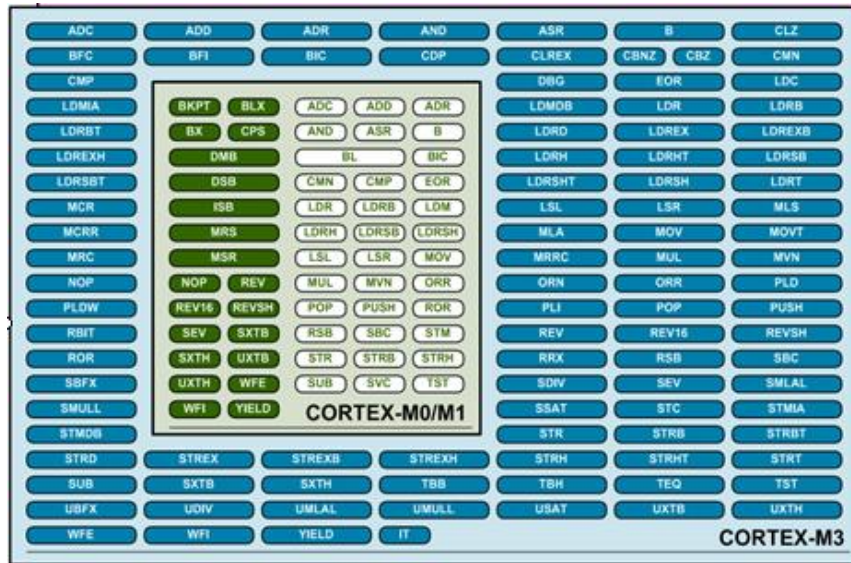 ADC ADD ADR AND ASR B CLZ
BFC BFI BIC CDP CLREX CBNZ CBZ CMN
CMP DBG EOR LDC
LDMIA BKPT BLX ADC ADD ADR LDMDB LDR LDRB
LDRBT BX CPS AND ASR B LDRD LDREX LDREXB
LDREXH DMB BL BIC LDRH LDRHT LDRSB
LDRSBT DSB CMN CMP EOR LDRSHT LDRSH LDRT
MCR ISB LDR LDRB LDM LSL LSR MLS
MCRR MRS LDRH LDRSB LDRSH MLA MOV MOVT
MRC MSR LSL LSR MOV MRRC MUL MVN
NOP NOP REV MUL MVN ORR ORN ORR PLD
PLDW REV16 REVSH POP PUSH ROR PLI POP PUSH
RBIT SEV SXTB RSB SBC STM REV REV16 REVSH
ROR SXTH UXTB STR STRB STRH RRX RSB SBC
SBFX UXTH WFE SUB SVC TST SDIV SEV SMLAL
SMULL WFI YIELD CORTEX-M0/M1 SSAT STC STMIA
STMDB STR STRB STRBT
STRD STREX STREXB STREXH STRH STRHT STRT
SUB SXTB SXTH TBB TBH TEQ TST
UBFX UDIV UMLAL UMULL USAT UXTB UXTH
WFE WFI YIELD IT CORTEX-M3